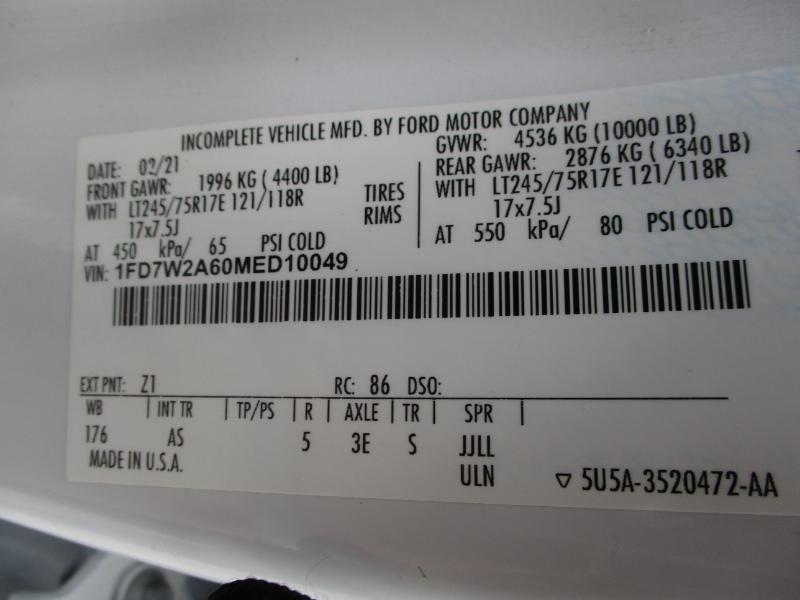 INCOMPLETE VEHICLE MFD. BY FORD MOTOR COMPANY
DATE: 02/21
GVWR: 4536 KG (10000 LB)
FRONT GAWR: 1996 KG ( 4400 LB)
REAR GAWR: 2876 KG ( 6340 LB)
WITH LT245/75R17E 121/118R TIRES
WITH LT245/75R17E 121/118R
17x7.5J RIMS
17x7.5J
AT 450 kPa/ 65 PSI COLD
AT 550 kPa/ 80 PSI COLD
VIN: 1FD7W2A60MED10049
EXT PNT: Z1 RC: 86 DSO:
WB INT TR TP/PS R AXLE TR SPR
176 AS 5 3E S JJLL
MADE IN U.S.A. ULN
5U5A-3520472-AA